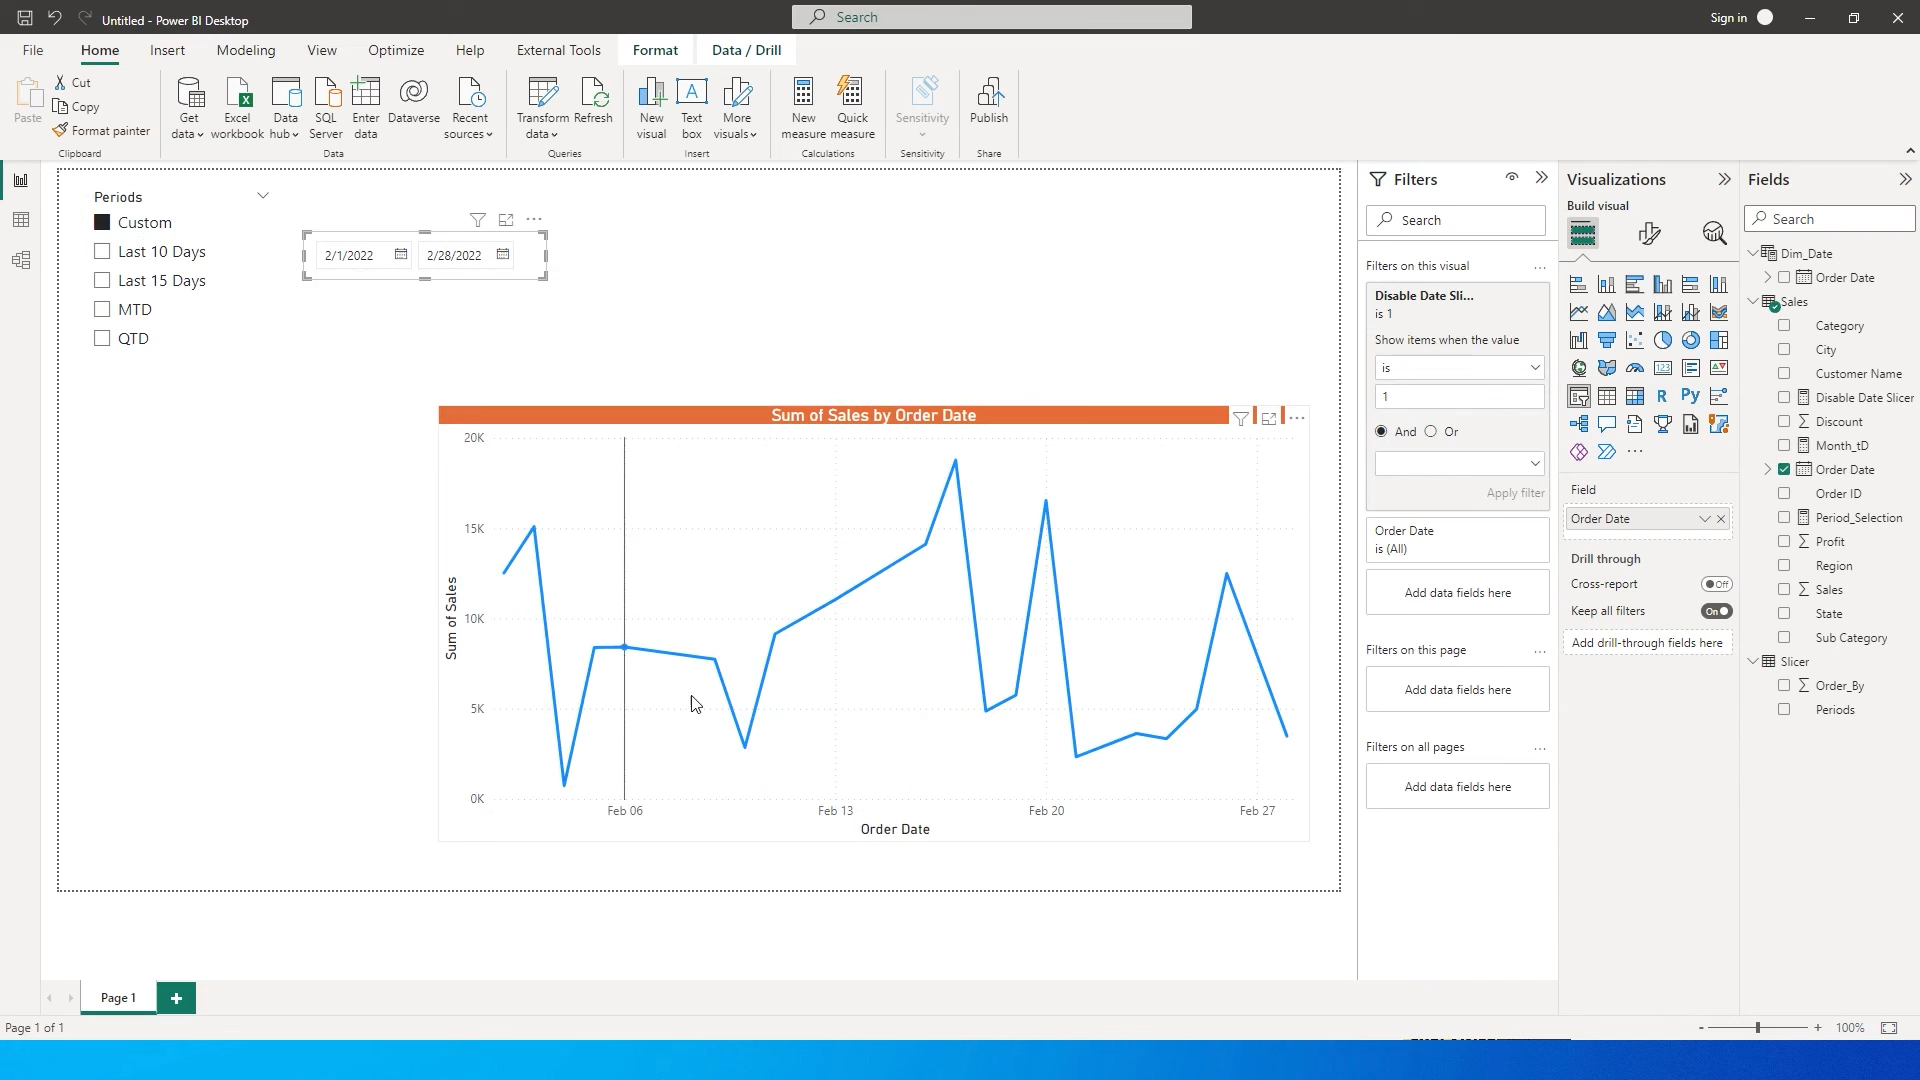 Untitled - Power BI Desktop
Search
Sign in
File
Home
Insert
Modeling
View
Optimize
Help
External Tools
Format
Data / Drill
Paste
Cut
Copy
Format painter
Clipboard
Get data
Excel workbook
Data hub
SQL Server
Enter data
Dataverse
Recent sources
Data
Transform data
Refresh
Queries
New visual
Text box
More visuals
Insert
New measure
Quick measure
Calculations
Sensitivity
Sensitivity
Publish
Share
Periods
Custom
Last 10 Days
Last 15 Days
MTD
QTD
2/1/2022
2/28/2022
Sum of Sales by Order Date
20K
15K
10K
5K
0K
Sum of Sales
Feb 06
Feb 13
Feb 20
Feb 27
Order Date
Filters
Search
Filters on this visual
Disable Date Sli...
is 1
Show items when the value
is
1
And
Or
Apply filter
Order Date
is (All)
Add data fields here
Filters on this page
Add data fields here
Filters on all pages
Add data fields here
Visualizations
Build visual
123
R
Py
Field
Order Date
Drill through
Cross-report
Off
Keep all filters
On
Add drill-through fields here
Fields
Search
Dim_Date
Order Date
Sales
Category
City
Customer Name
Disable Date Slicer
Discount
Month_tD
Order Date
Order ID
Period_Selection
Profit
Region
Sales
State
Sub Category
Slicer
Order_By
Periods
Page 1
Page 1 of 1
- + 100%